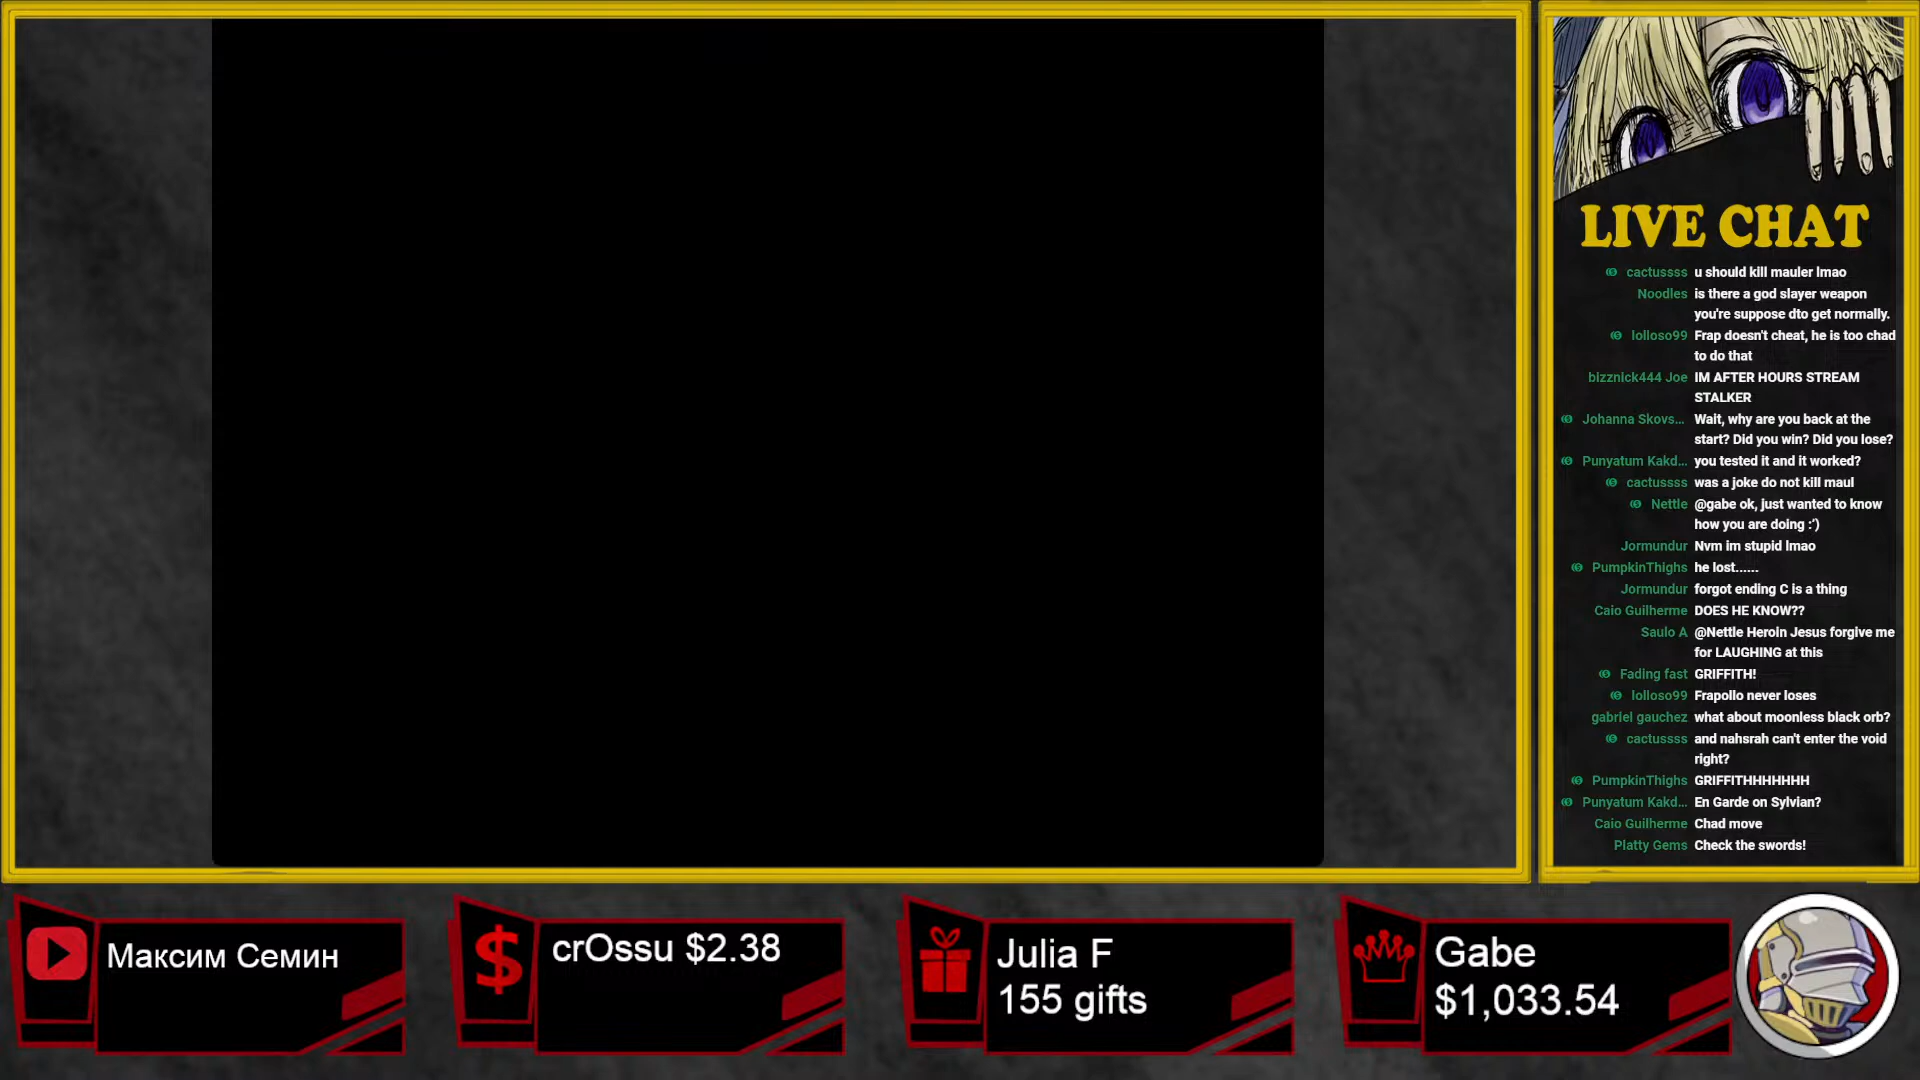 LIVE CHAT
cactussss u should kill mauler lmao
Noodles is there a god slayer weapon
you're suppose dto get normally.
lolloso99 Frap doesn't cheat, he is too chad
to do that
bizznick444 Joe IM AFTER HOURS STREAM
STALKER
Johanna Skovs... Wait, why are you back at the
start? Did you win? Did you lose?
Punyatum Kakd... you tested it and it worked?
cactussss was a joke do not kill maul
Nettle @gabe ok, just wanted to know
how you are doing :')
Jormundur Nvm im stupid lmao
PumpkinThighs he lost......
Jormundur forgot ending C is a thing
Caio Guilherme DOES HE KNOW??
Saulo A @Nettle Heroin Jesus forgive me
for LAUGHING at this
Fading fast GRIFFITH!
lolloso99 Frapollo never loses
gabriel gauchez what about moonless black orb?
cactussss and nahsrah can't enter the void
right?
PumpkinThighs GRIFFITHHHHHHH
Punyatum Kakd... En Garde on Sylvian?
Caio Guilherme Chad move
Platty Gems Check the swords!
Максим Семин
$
crOssu $2.38
Julia F
155 gifts
Gabe
$1,033.54